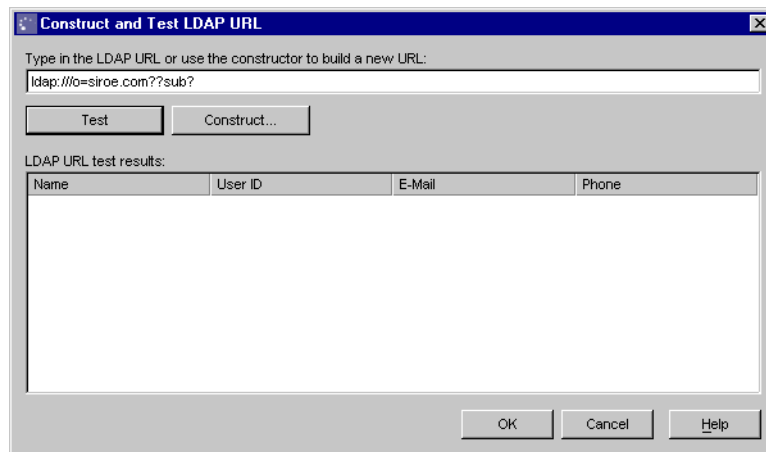 Construct and Test LDAP URL
Type in the LDAP URL or use the constructor to build a new URL:
ldap:///o=siroe.com??sub?
Test Construct...
LDAP URL test results:
Name User ID E-Mail Phone
OK Cancel Help